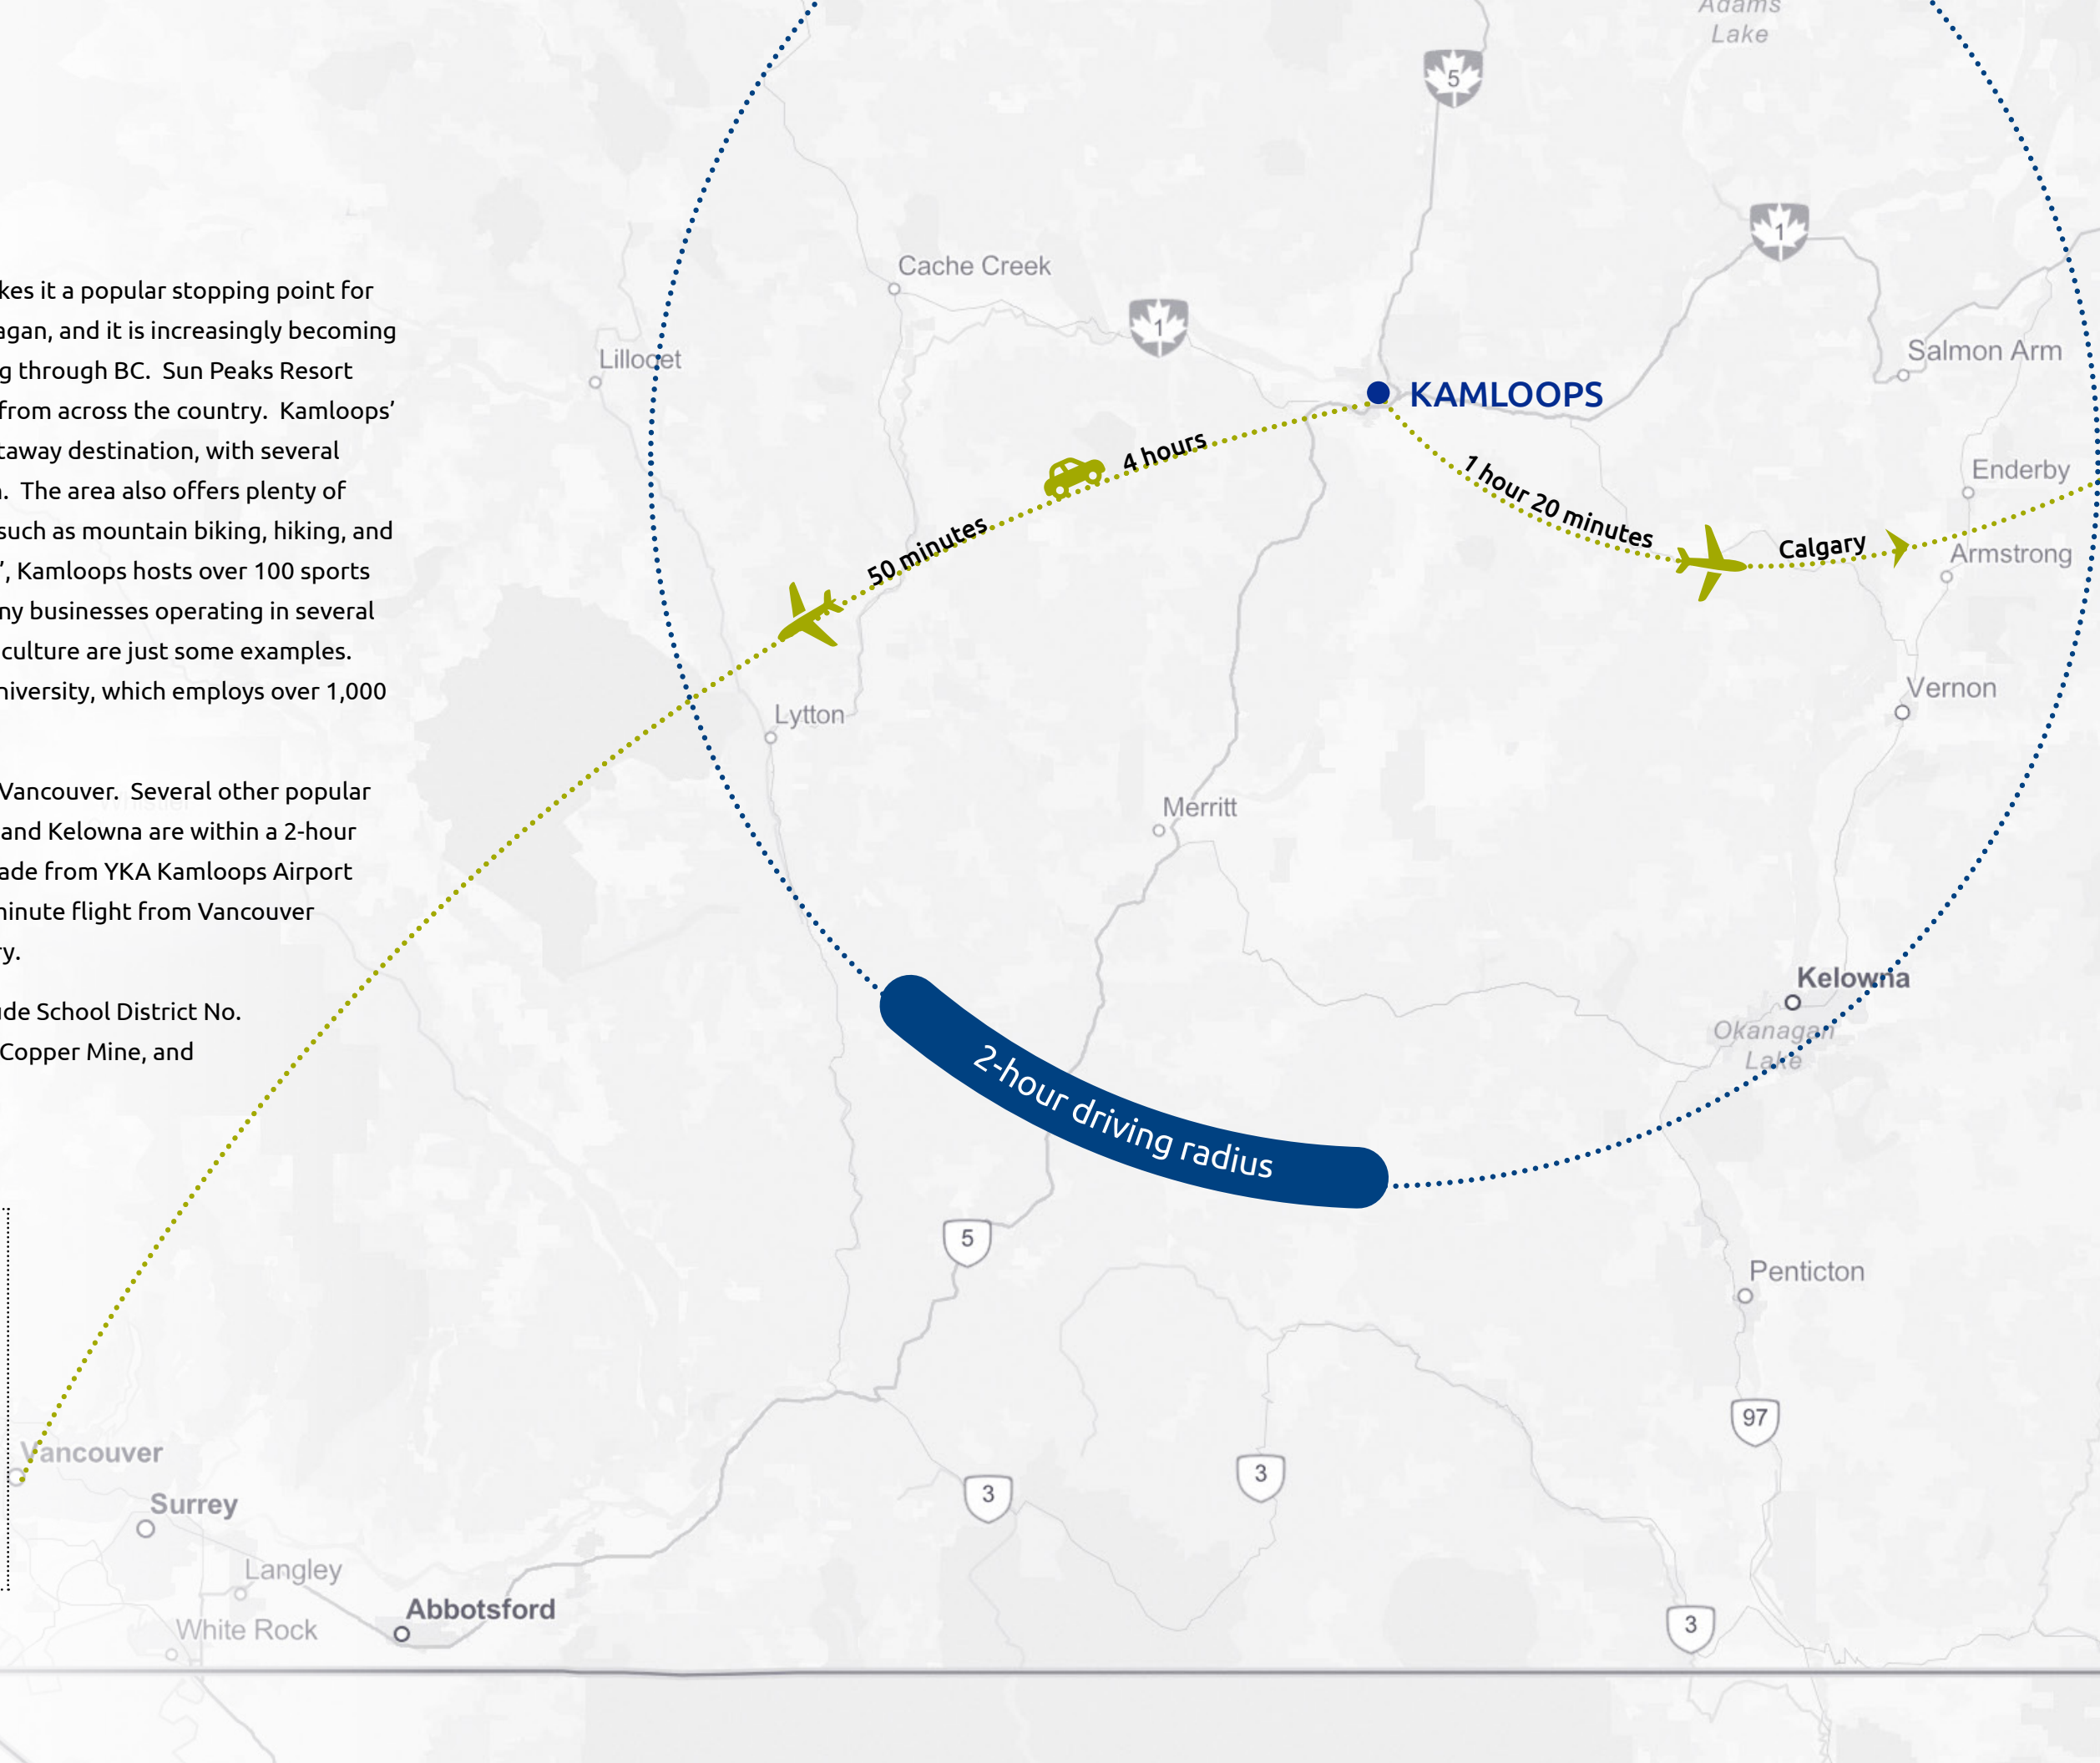 kes it a popular stopping point for
agan, and it is increasingly becoming
g through BC.  Sun Peaks Resort
from across the country.  Kamloops’
taway destination, with several
.  The area also offers plenty of
such as mountain biking, hiking, and
’, Kamloops hosts over 100 sports
ny businesses operating in several
culture are just some examples.
niversity, which employs over 1,000
Vancouver.  Several other popular
and Kelowna are within a 2-hour
ade from YKA Kamloops Airport
minute flight from Vancouver
ry.
ude School District No.
Copper Mine, and
Adams
Lake
5
1
Cache Creek
1
Lillooet
Salmon Arm
KAMLOOPS
4 hours
1 hour 20 minutes
Enderby
50 minutes
Calgary
Armstrong
Vernon
Lytton
Whistler
Merritt
Kelowna
Okanagan
Lake
2-hour driving radius
5
Penticton
97
Vancouver
3
3
Surrey
Langley
Abbotsford
White Rock
3